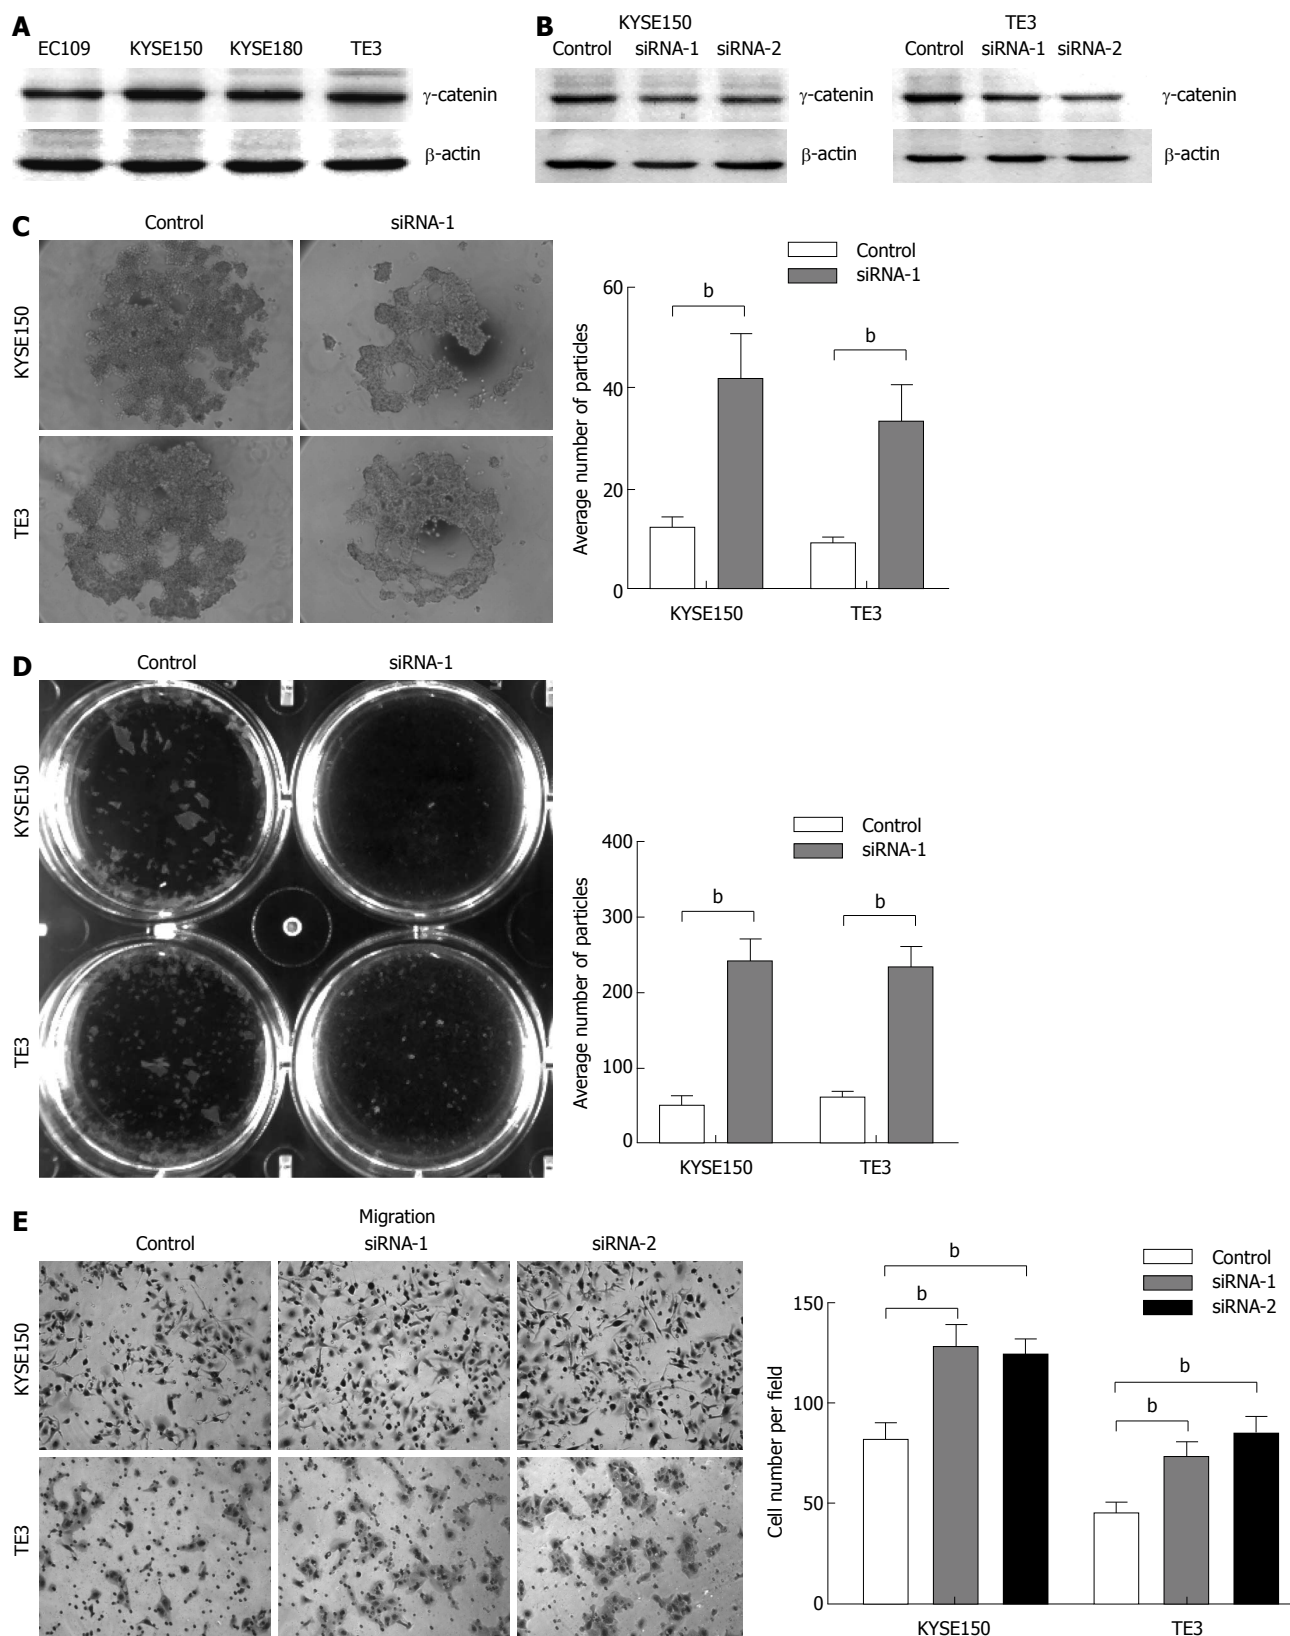 A
EC109 KYSE150 KYSE180 TE3
γ-catenin
β-actin
B
KYSE150
Control siRNA-1 siRNA-2
γ-catenin
β-actin
TE3
Control siRNA-1 siRNA-2
γ-catenin
β-actin
C
Control siRNA-1
KYSE150
TE3
Control
siRNA-1
Average number of particles
60
40
20
0
b
b
KYSE150 TE3
D
Control siRNA-1
KYSE150
TE3
Control
siRNA-1
Average number of particles
400
300
200
100
0
b
b
KYSE150 TE3
E
Migration
Control siRNA-1 siRNA-2
KYSE150
TE3
Control
siRNA-1
siRNA-2
Cell number per field
150
100
50
0
b
b
b
b
KYSE150 TE3